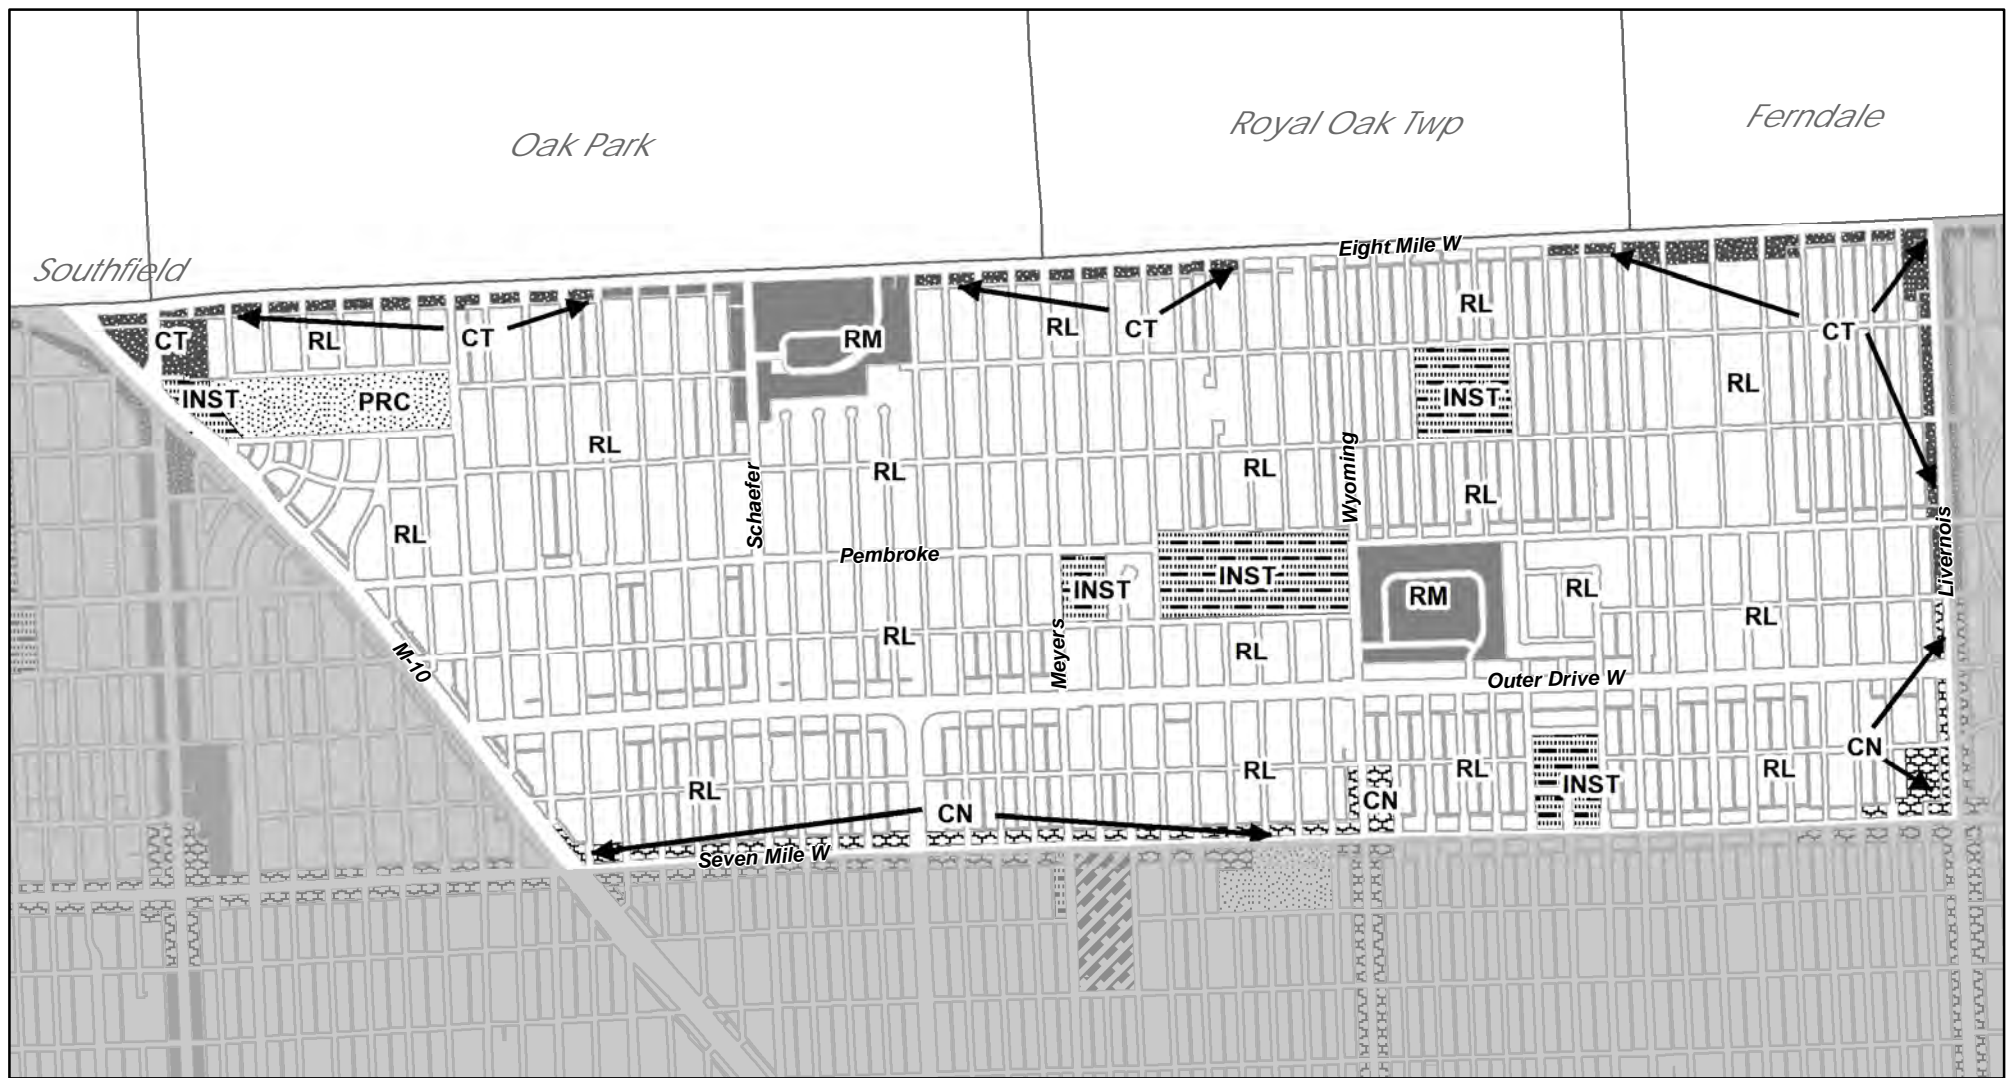 Ferndale
Royal Oak Twp
Oak Park
Southfield
Eight Mile W
RL
CT
RL
CT
CT
RL
CT
RM
RL
INST
PRC
INST
RL
RL
RL
RL
RL
Wyoming
Schaefer
Livernois
RL
Pembroke
INST
INST
RM
RL
RL
RL
RL
Meyers
M-10
Outer Drive W
CN
RL
RL
RL
INST
RL
CN
CN
Seven Mile W